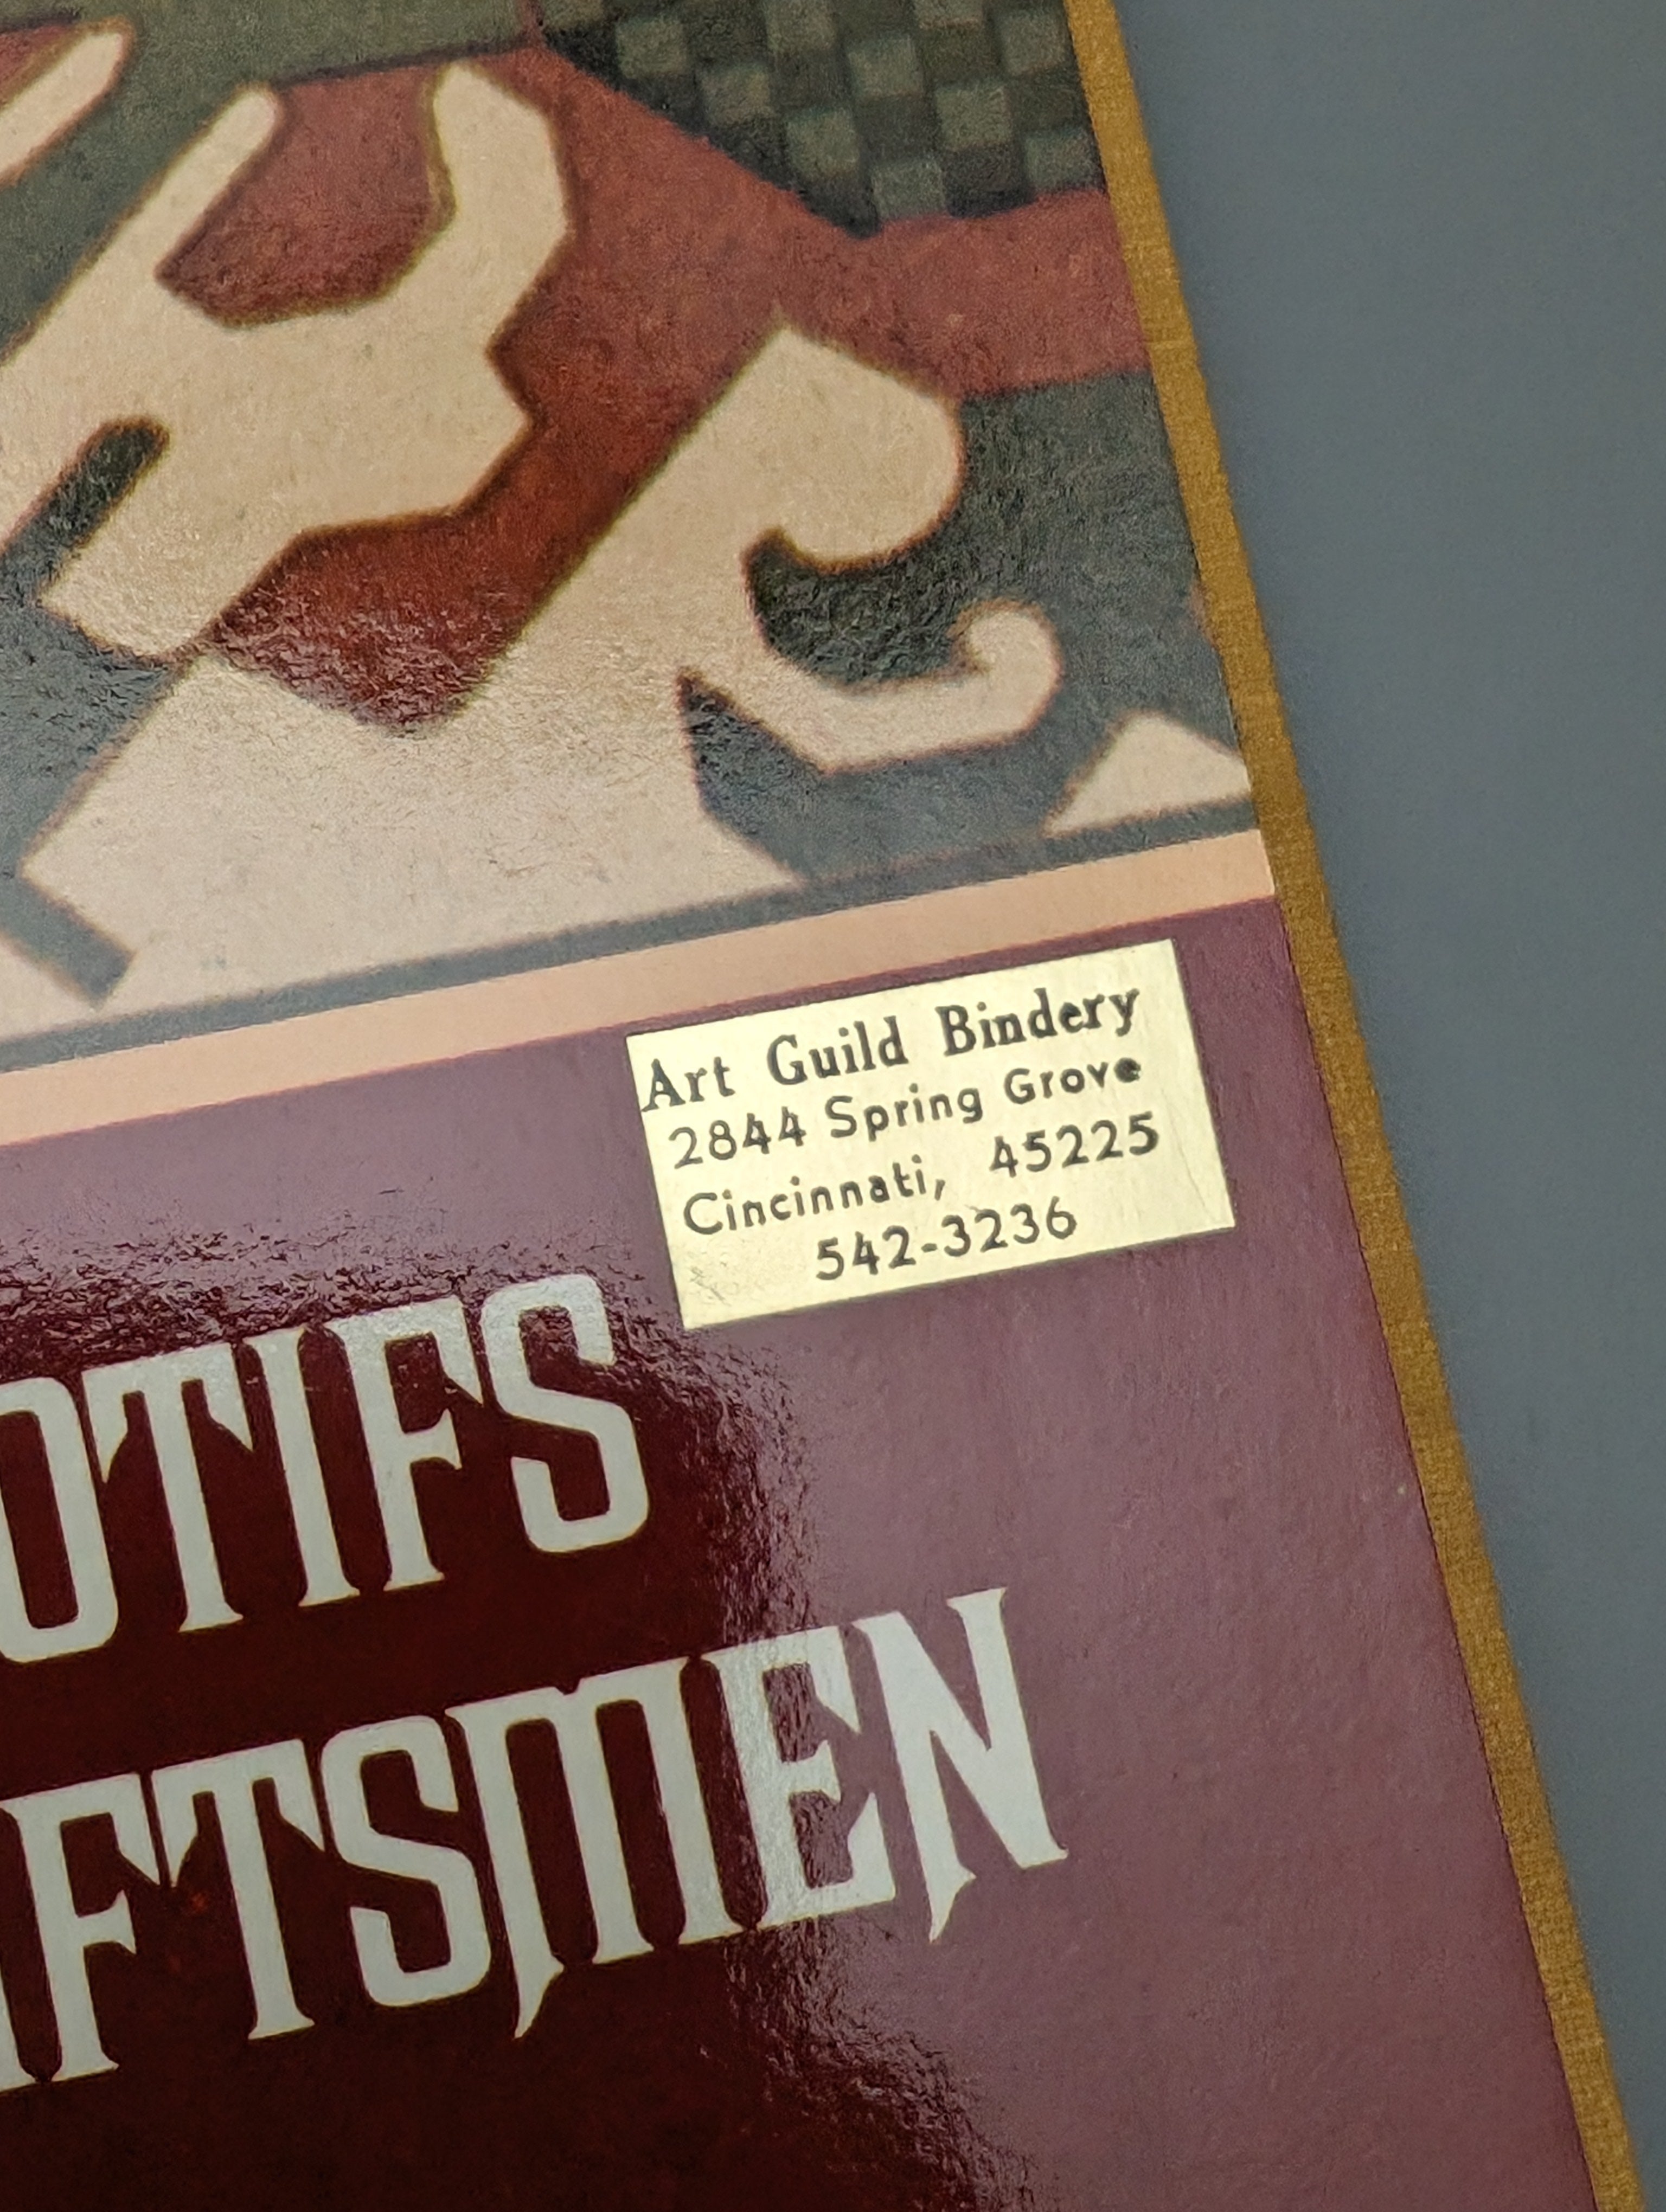 Art Guild Bindery
2844 Spring Grove
Cincinnati, 45225
542-3236
OTIFS
FTSMEN